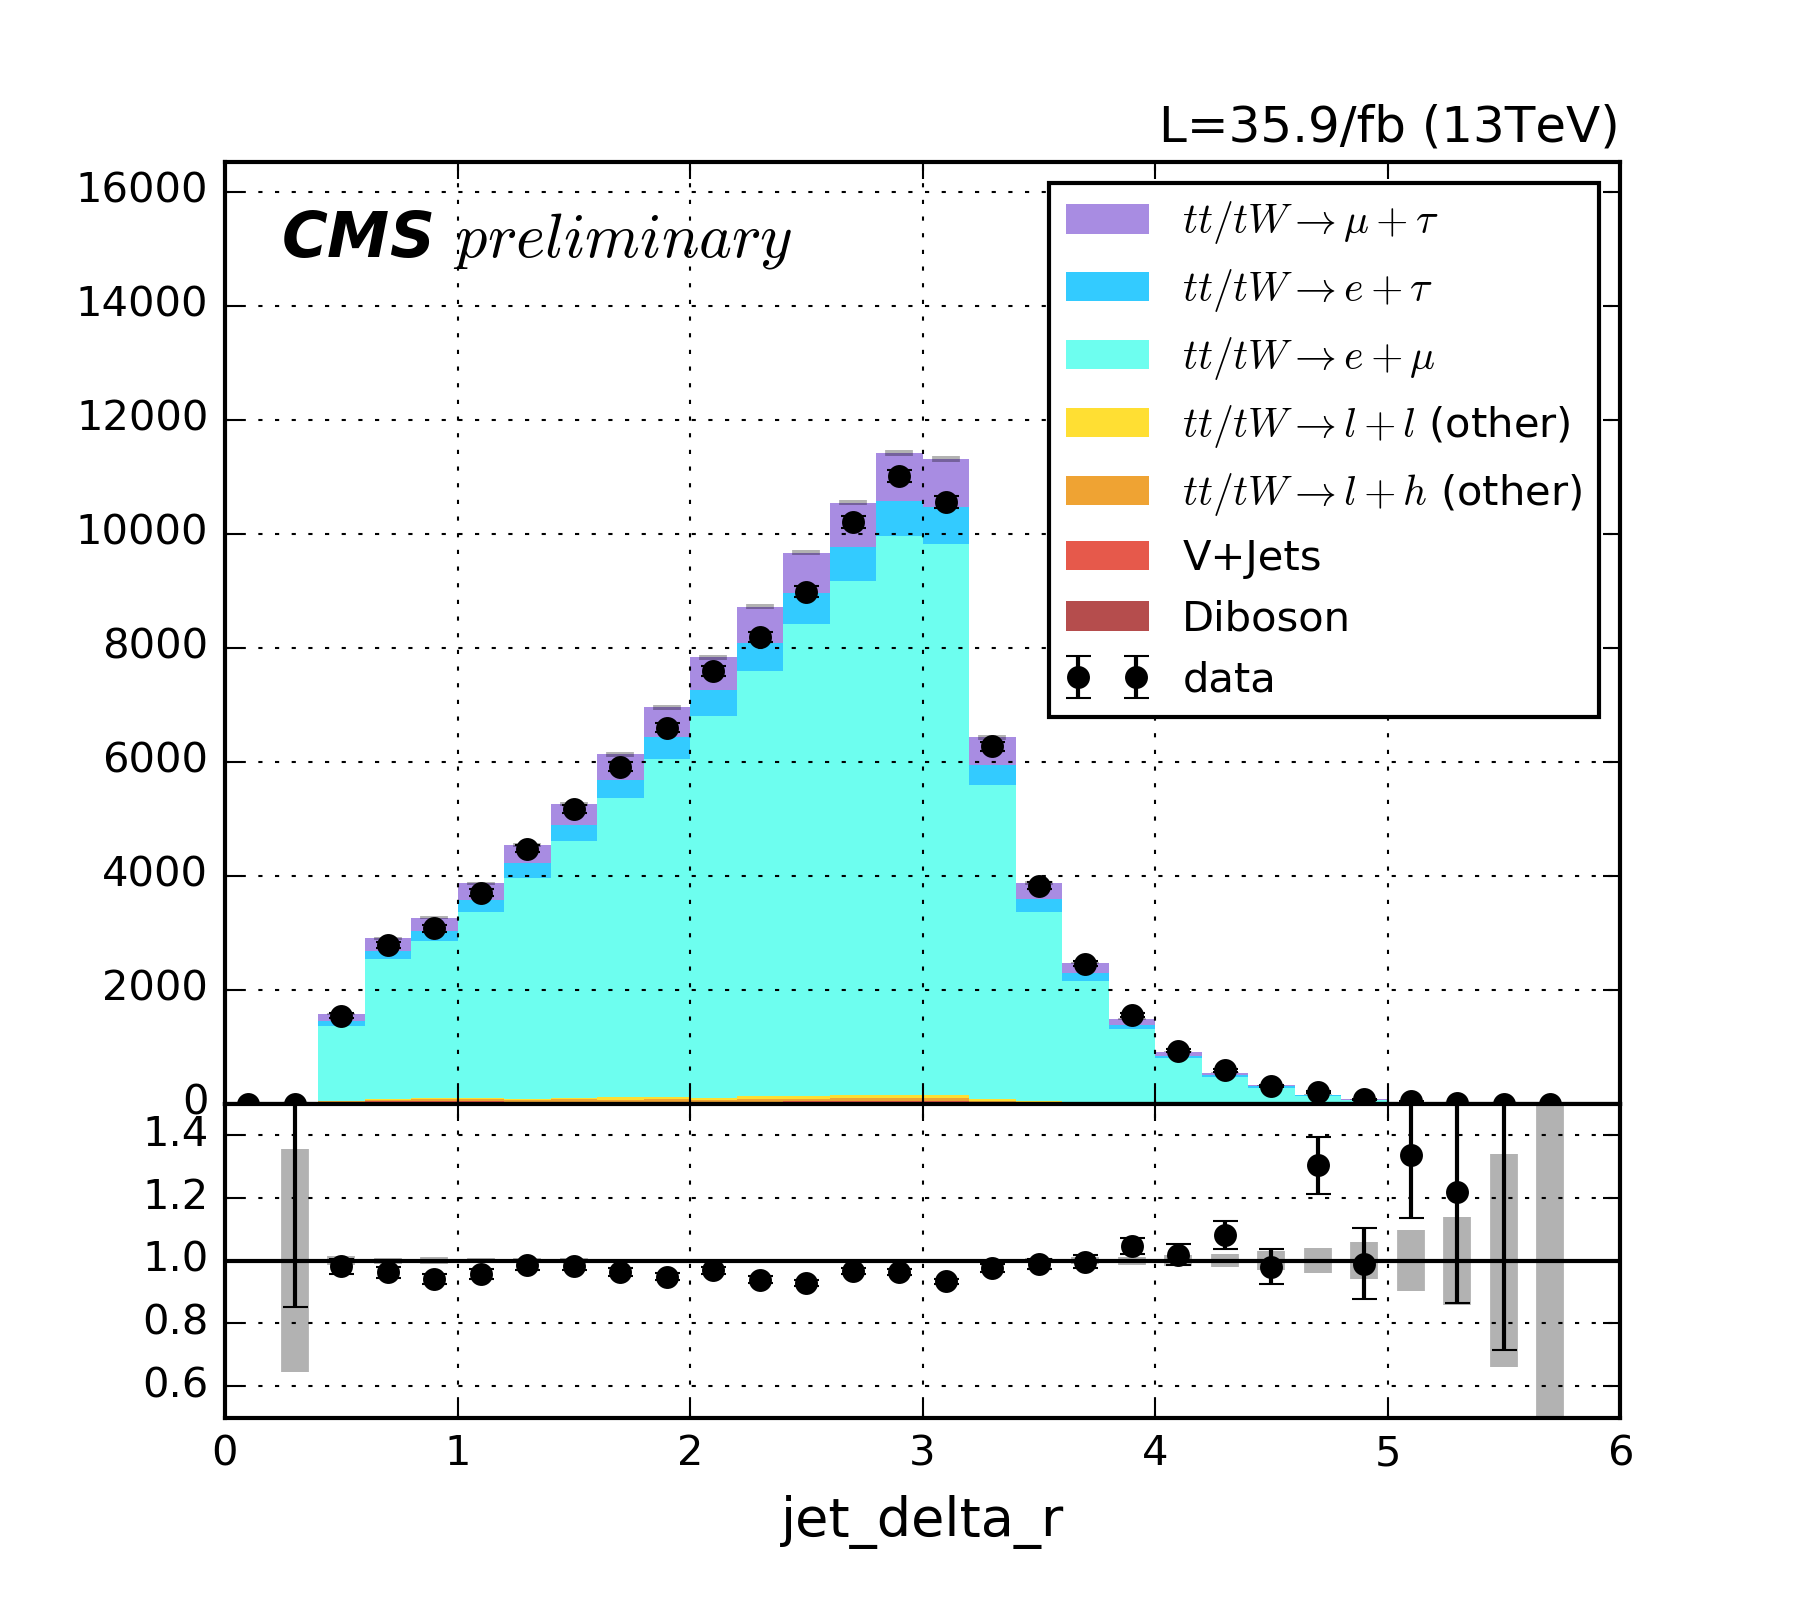 L=35.9/fb (13TeV)
CMS preliminary
16000
14000
12000
10000
8000
6000
4000
2000
0
tt/tW→μ+τ
tt/tW→e+τ
tt/tW→e+μ
tt/tW→l+l (other)
tt/tW→l+h (other)
V+Jets
Diboson
data
1.4
1.2
1.0
0.8
0.6
0 1 2 3 4 5 6
jet_delta_r